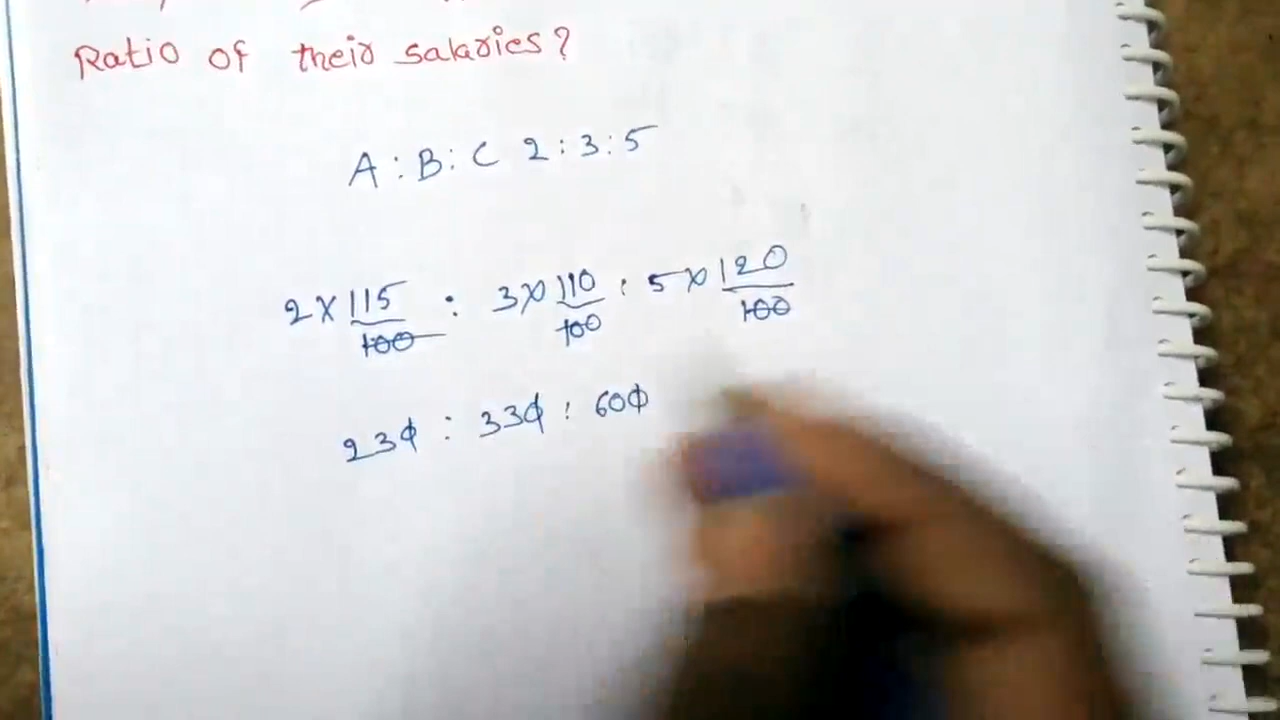 Ratio of their salaries?
A : B : C 2 : 3 : 5
2 × 115/100 : 3 × 110/100 : 5 × 120/100
230 : 330 : 600